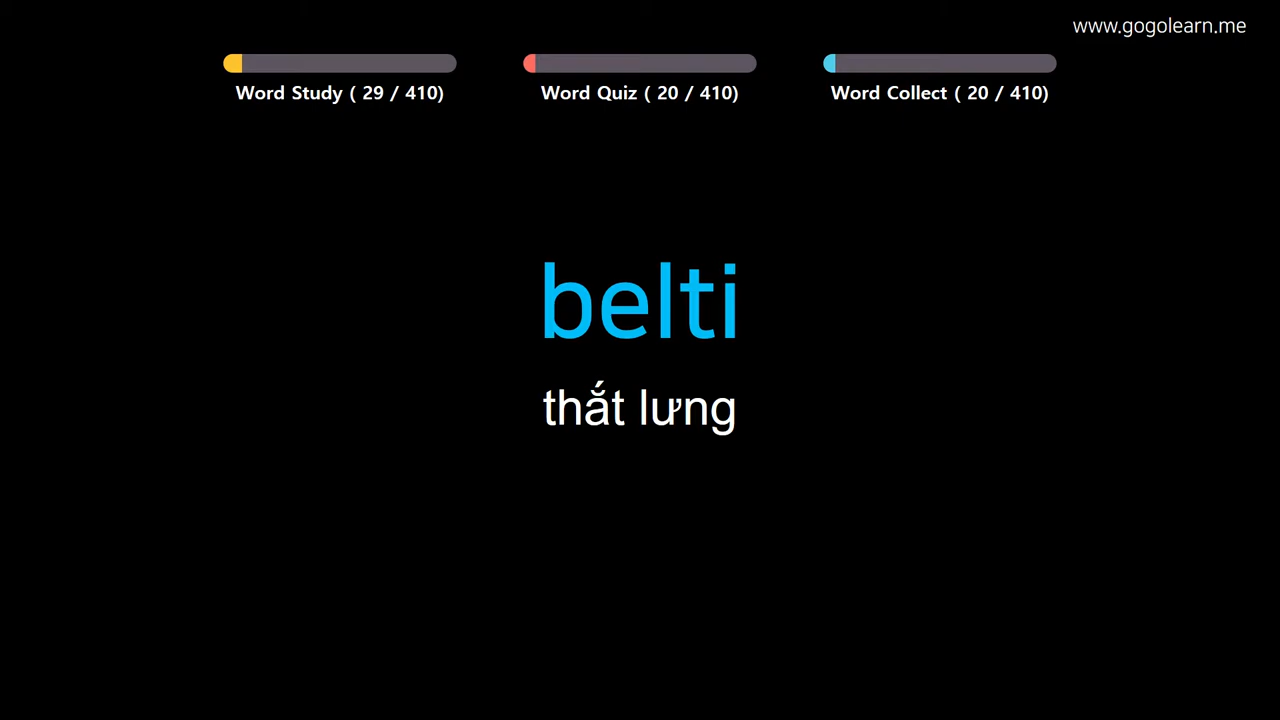 www.gogolearn.me
Word Study ( 29 / 410)
Word Quiz ( 20 / 410)
Word Collect ( 20 / 410)
belti
thắt lưng